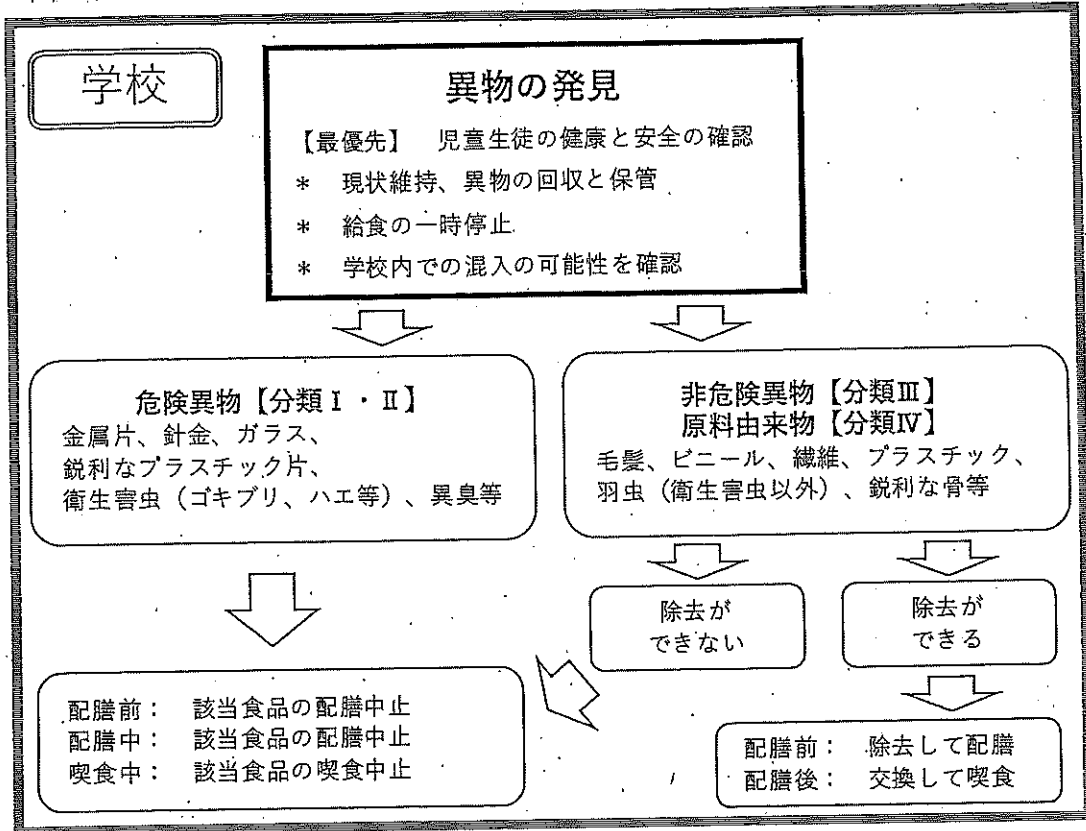 学校
異物の発見
【最優先】 児童生徒の健康と安全の確認
* 現状維持、異物の回収と保管
* 給食の一時停止
* 学校内での混入の可能性を確認
危険異物【分類Ⅰ・Ⅱ】
金属片、針金、ガラス、
鋭利なプラスチック片、
衛生害虫(ゴキブリ、ハエ等)、異臭等
非危険異物【分類Ⅲ】
原料由来物【分類Ⅳ】
毛髪、ビニール、繊維、プラスチック、
羽虫(衛生害虫以外)、鋭利な骨等
除去が
できない
除去が
できる
配膳前: 該当食品の配膳中止
配膳中: 該当食品の配膳中止
喫食中: 該当食品の喫食中止
配膳前: 除去して配膳
配膳後: 交換して喫食